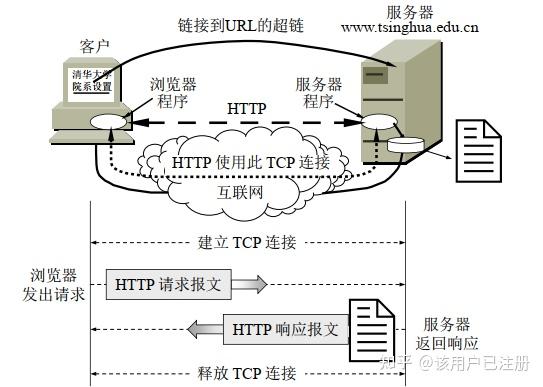 链接到URL的超链
服务器
www.tsinghua.edu.cn
客户
清华大学
院系设置
浏览器
程序
服务器
程序
HTTP
HTTP 使用此 TCP 连接
互联网
建立 TCP 连接
浏览器
发出请求
HTTP 请求报文
HTTP 响应报文
服务器
返回响应
释放 TCP 连接
知乎 @该用户已注册